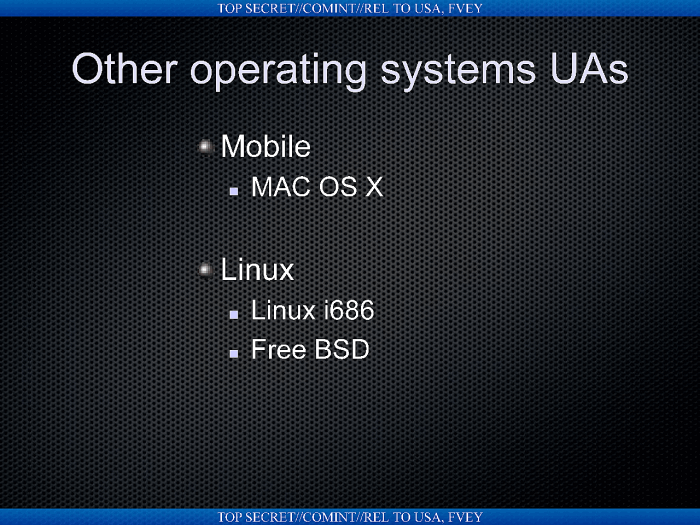 TOP SECRET//COMINT//REL TO USA, FVEY
Other operating systems UAs
Mobile
MAC OS X
Linux
Linux i686
Free BSD
TOP SECRET//COMINT//REL TO USA, FVEY